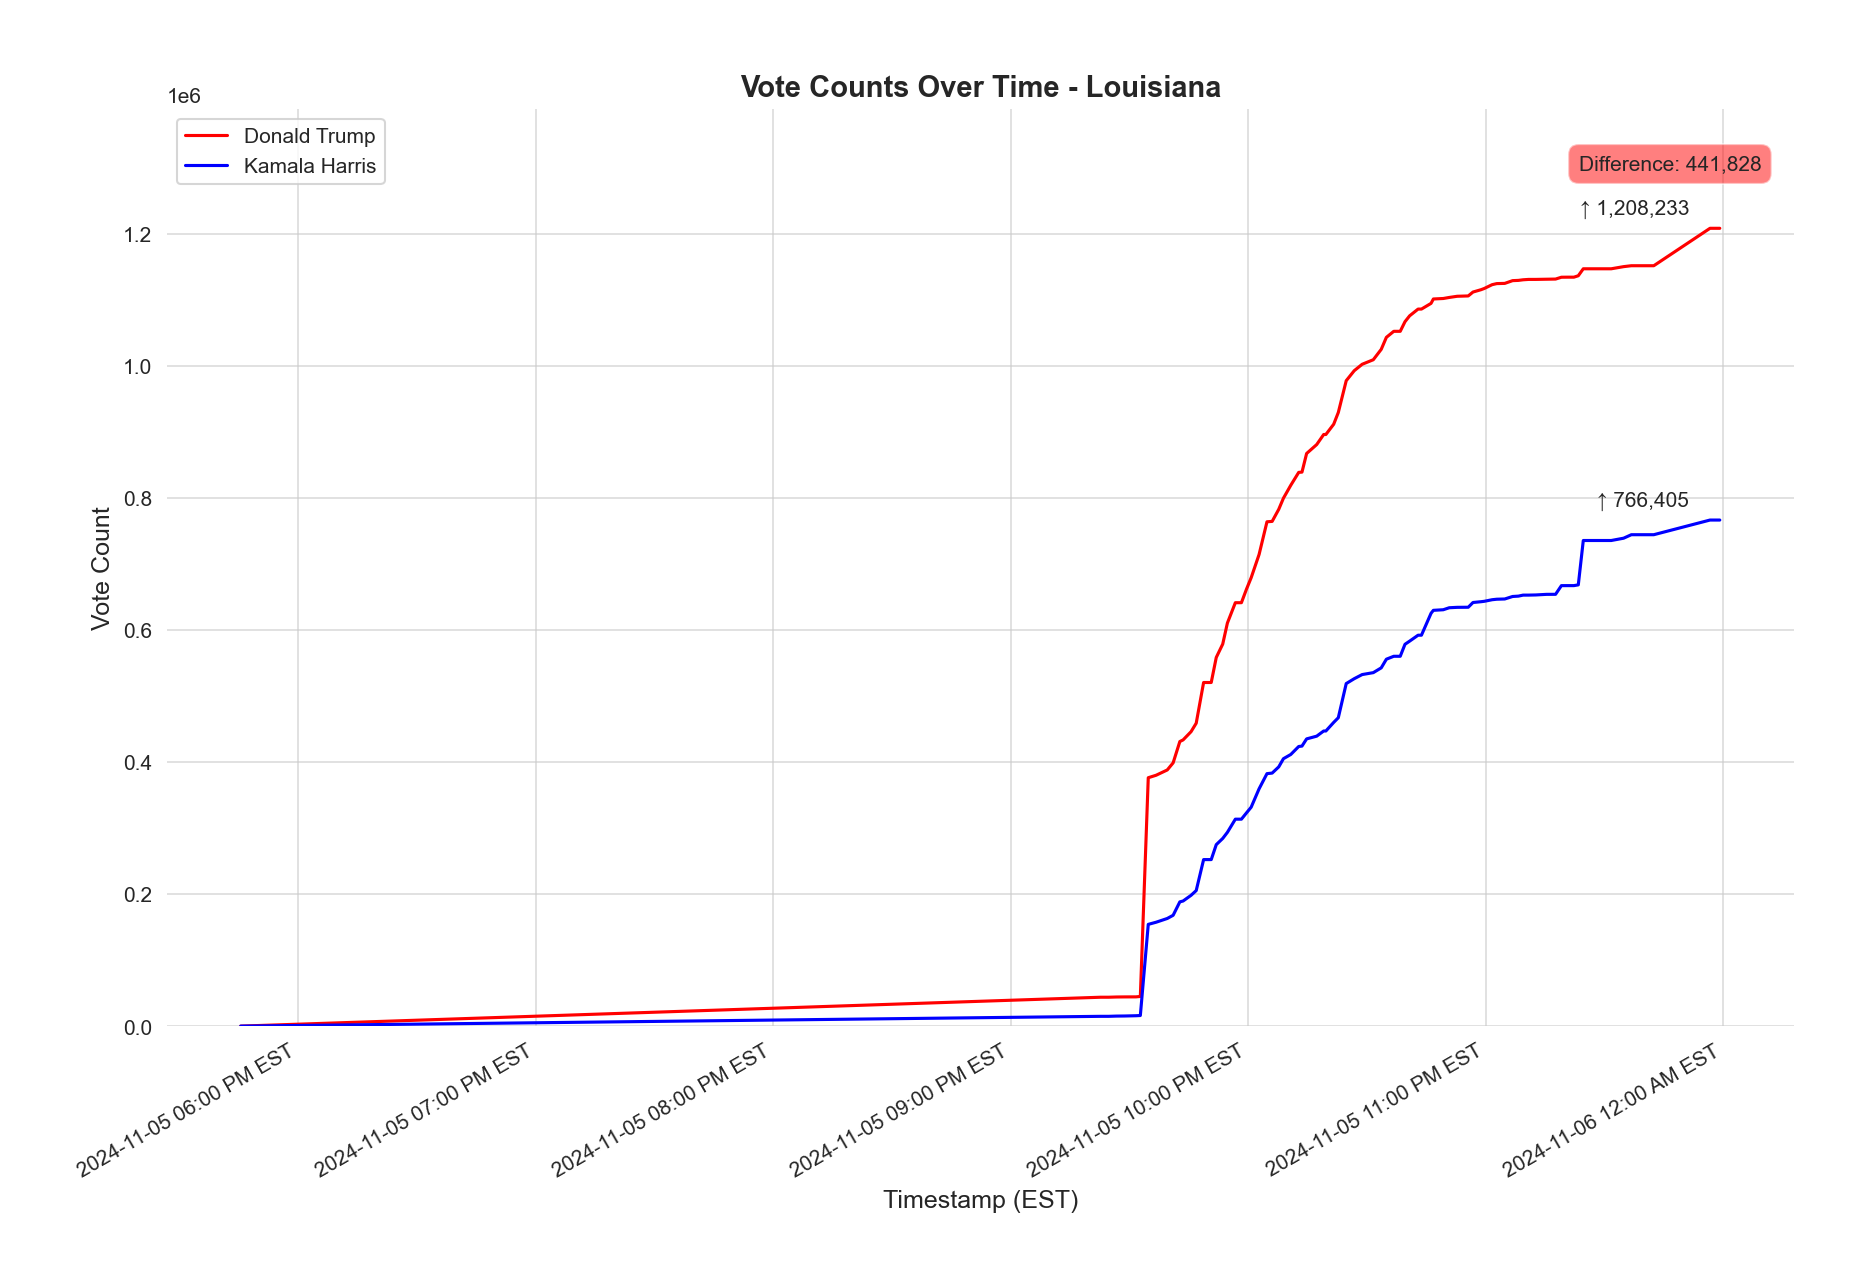 Vote Counts Over Time - Louisiana
1e6
Donald Trump
Kamala Harris
Difference: 441,828
↑ 1,208,233
↑ 766,405
1.2
1.0
0.8
0.6
0.4
0.2
0.0
Vote Count
2024-11-05 06:00 PM EST
2024-11-05 07:00 PM EST
2024-11-05 08:00 PM EST
2024-11-05 09:00 PM EST
2024-11-05 10:00 PM EST
2024-11-05 11:00 PM EST
2024-11-06 12:00 AM EST
Timestamp (EST)